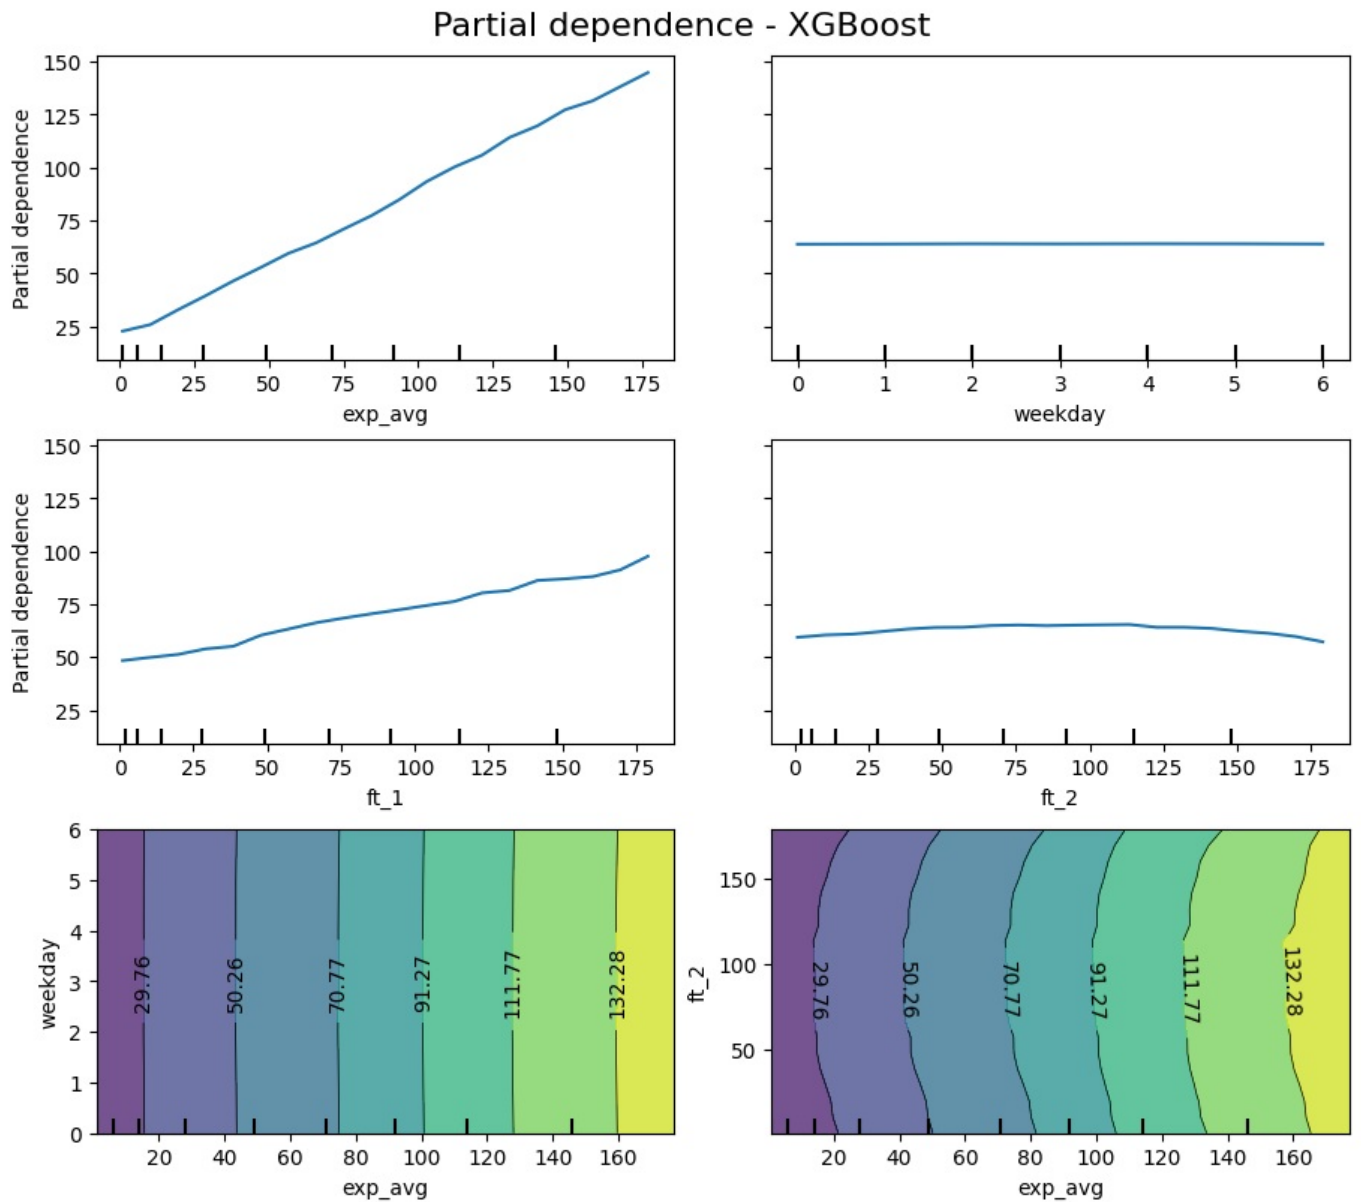 Partial dependence - XGBoost
150
125
100
75
50
25
Partial dependence
0 25 50 75 100 125 150 175
exp_avg
0 1 2 3 4 5 6
weekday
150
125
100
75
50
25
Partial dependence
0 25 50 75 100 125 150 175
ft_1
0 25 50 75 100 125 150 175
ft_2
6
5
4
3
2
1
0
weekday
29.76 50.26 70.77 91.27 111.77 132.28
20 40 60 80 100 120 140 160
exp_avg
150
100
50
ft_2
29.76 50.26 70.77 91.27 111.77 132.28
20 40 60 80 100 120 140 160
exp_avg